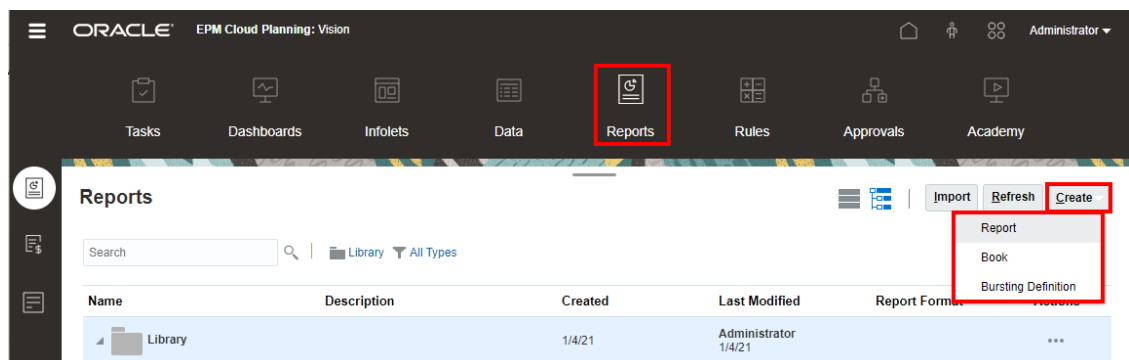 ORACLE® EPM Cloud Planning: Vision Administrator
Tasks Dashboards Infolets Data Reports Rules Approvals Academy
Reports Import Refresh Create
Report
Search Library All Types
Book
Bursting Definition
Name Description Created Last Modified Report Format Actions
Library 1/4/21 Administrator
1/4/21